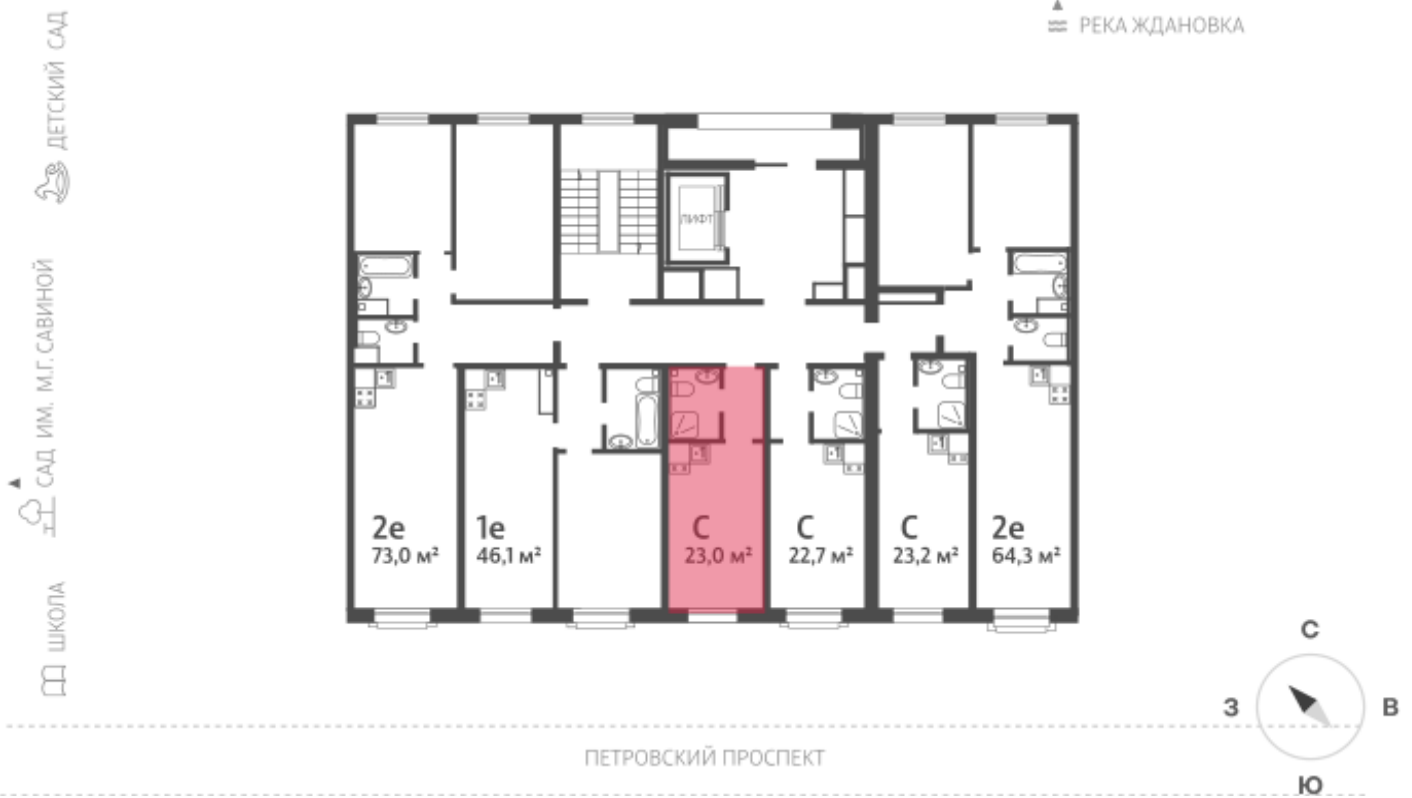 РЕКА ЖДАНОВКА
ДЕТСКИЙ САД
САД ИМ. М.Г. САВИНОЙ
ШКОЛА
ЛИФТ
2е
73,0 м²
1е
46,1 м²
С
23,0 м²
С
22,7 м²
С
23,2 м²
2е
64,3 м²
С
З
В
Ю
ПЕТРОВСКИЙ ПРОСПЕКТ